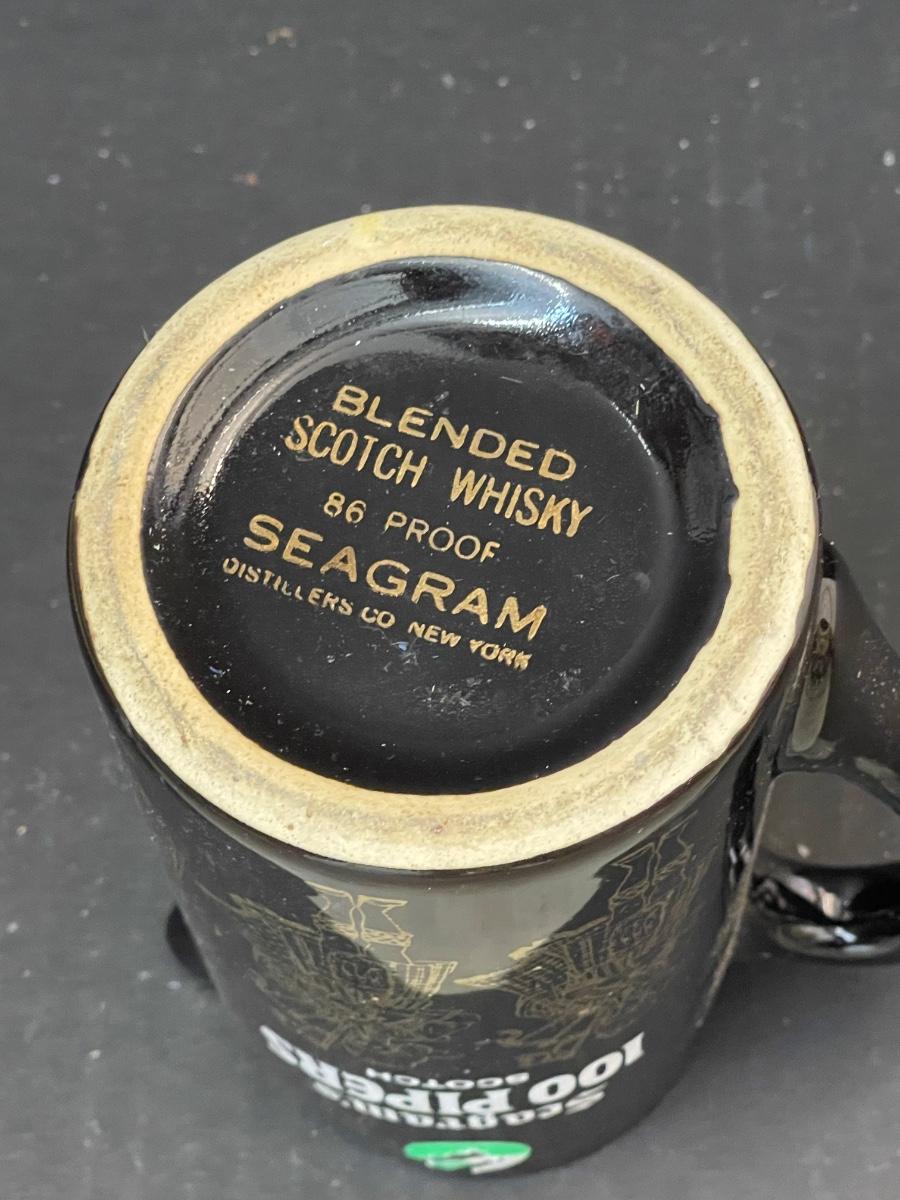 BLENDED
SCOTCH WHISKY
86 PROOF
SEAGRAM
DISTILLERS CO NEW YORK
Seagram's
100 PIPERS
SCOTCH